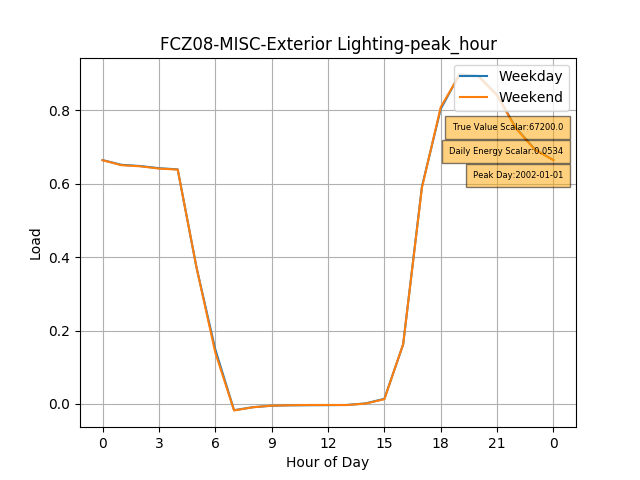 FCZ08-MISC-Exterior Lighting-peak_hour
Weekday
Weekend
True Value Scalar:67200.0
Daily Energy Scalar:0.0534
Peak Day:2002-01-01
Load
0.8
0.6
0.4
0.2
0.0
0 3 6 9 12 15 18 21 0
Hour of Day